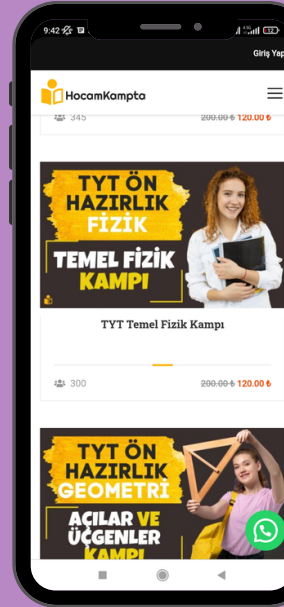 9:42
Giriş Yap
HocamKampta
345 200.00 ₺ 120.00 ₺
TYT ÖN
HAZIRLIK
FİZİK
TEMEL FİZİK
KAMPI
TYT Temel Fizik Kampı
300 200.00 ₺ 120.00 ₺
TYT ÖN
HAZIRLIK
GEOMETRİ
AÇILAR VE
ÜÇGENLER
KAMPI